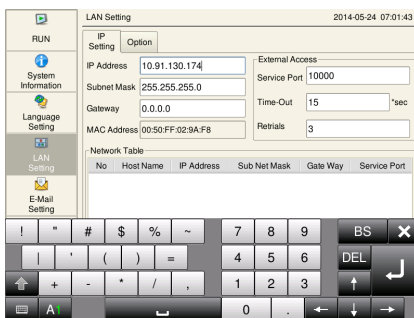 LAN Setting 2014-05-24 07:01:43
RUN
System
Information
Language
Setting
LAN
Setting
E-Mail
Setting
IP
Setting
Option
IP Address 10.91.130.174
Subnet Mask 255.255.255.0
Gateway 0.0.0.0
MAC Address 00:50:FF:02:9A:F8
External Access
Service Port 10000
Time-Out 15 *sec
Retrials 3
Network Table
No Host Name IP Address Sub Net Mask Gate Way Service Port
! " # $ % ~ 7 8 9 BS X
| ' ( ) = 4 5 6 DEL
+ - * / , 1 2 3
A1 0 .